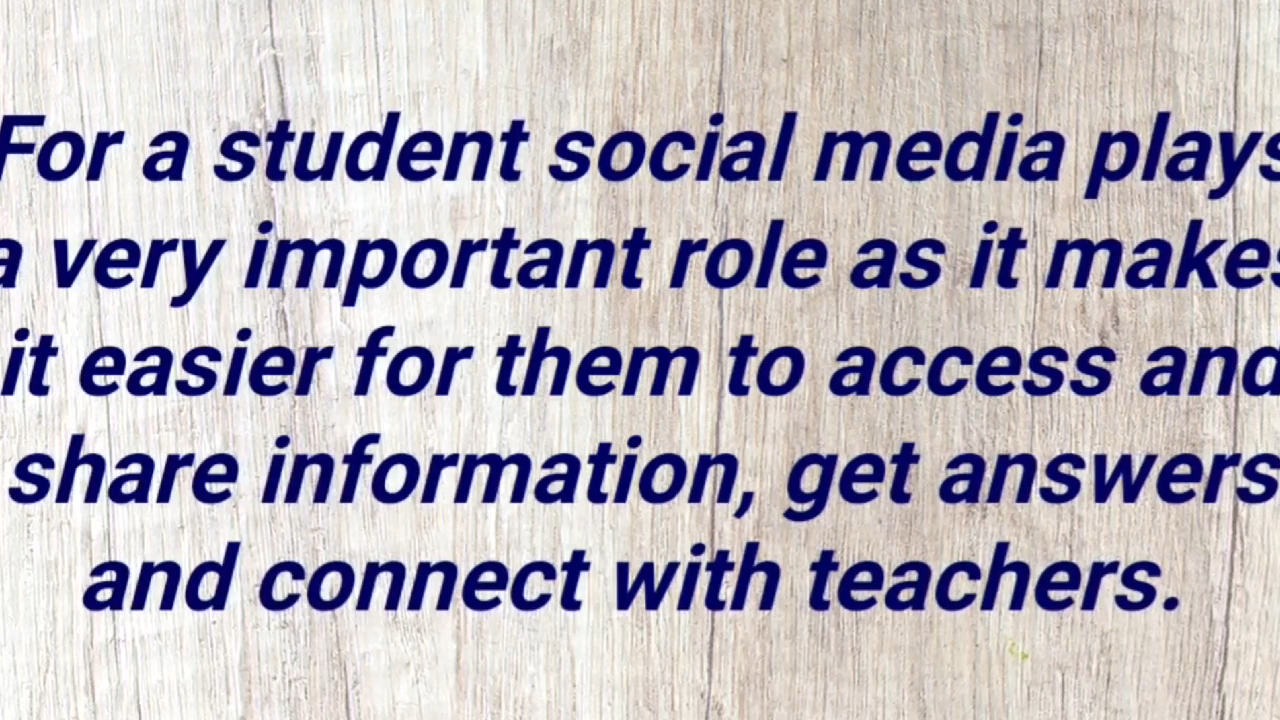 For a student social media plays
a very important role as it makes
it easier for them to access and
share information, get answers
and connect with teachers.